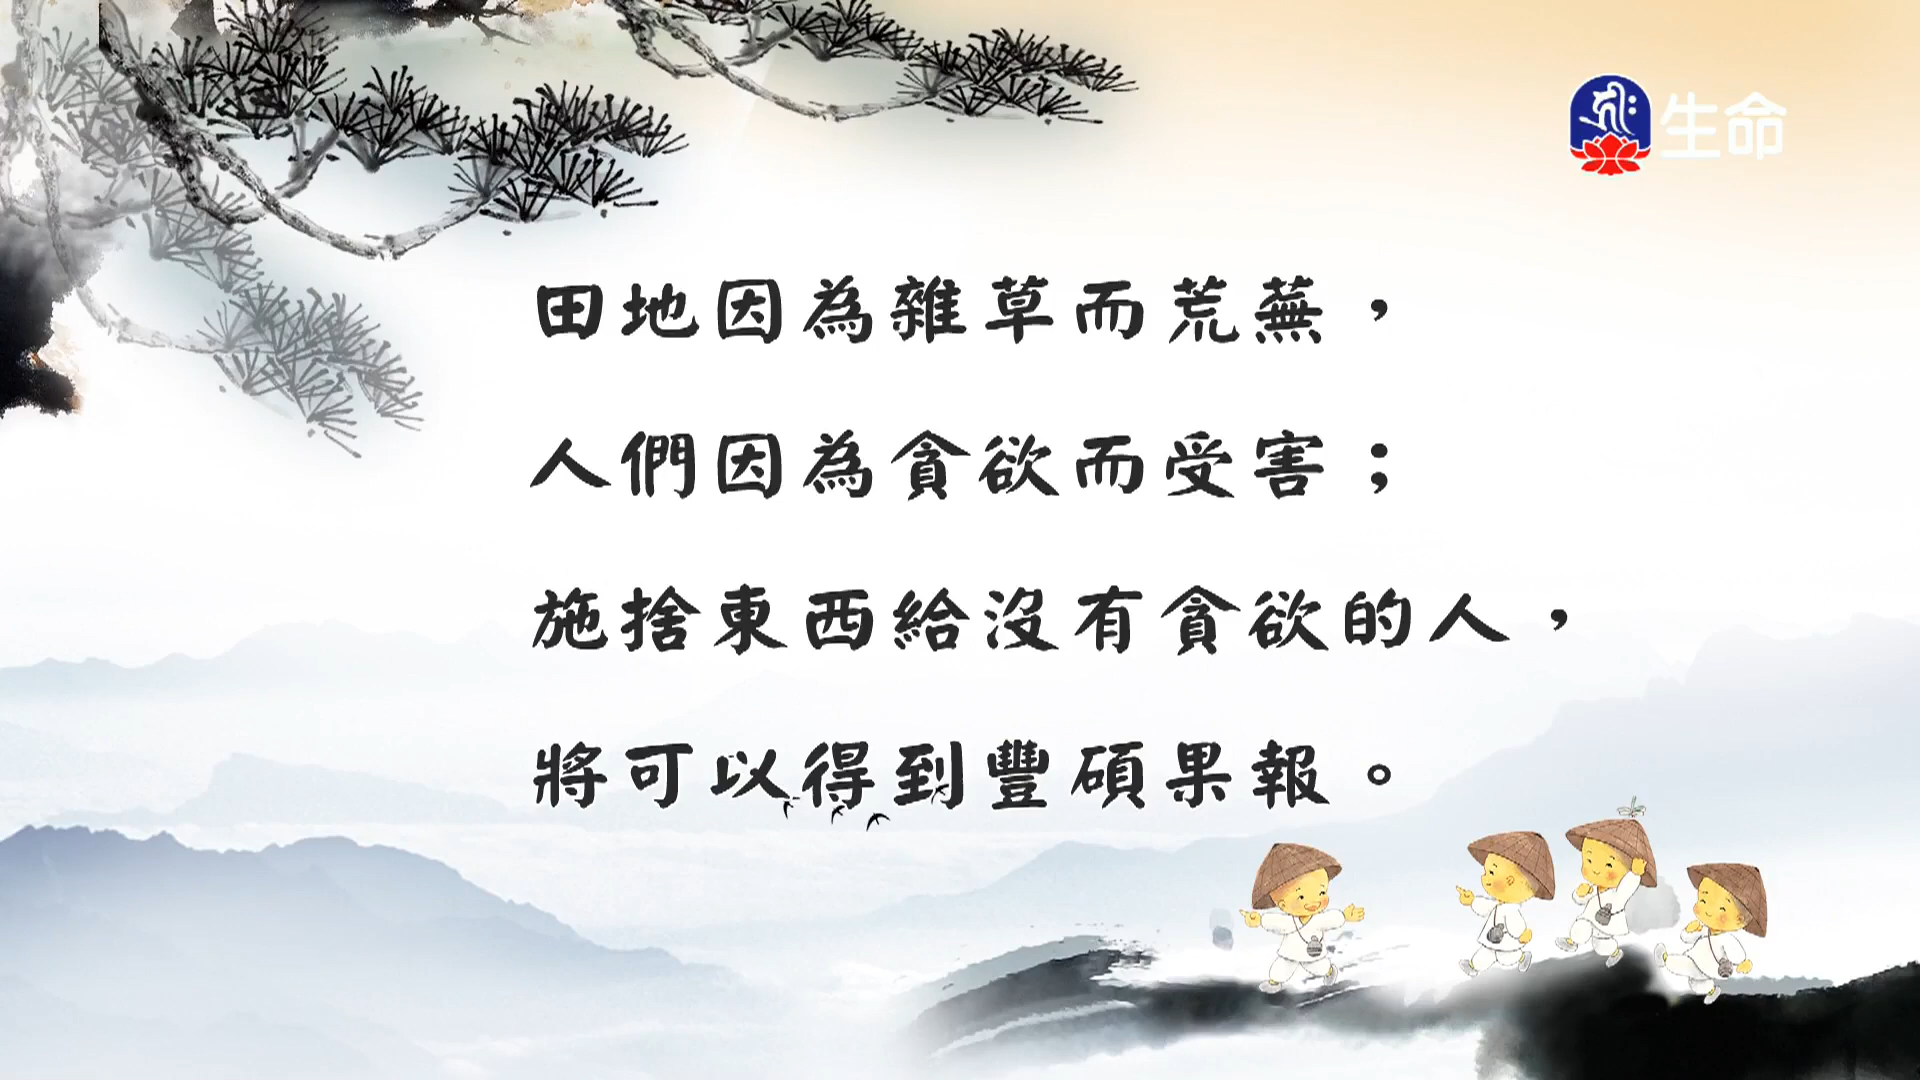 生命
田地因為雜草而荒蕪，
人們因為貪欲而受害；
施捨東西給沒有貪欲的人，
將可以得到豐碩果報。